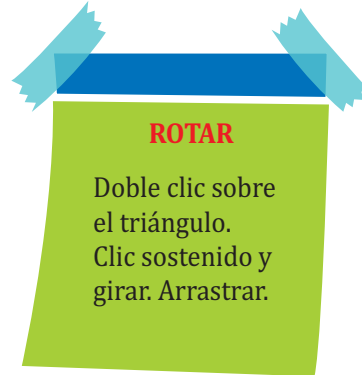 ROTAR
Doble clic sobre
el triángulo.
Clic sostenido y
girar. Arrastrar.